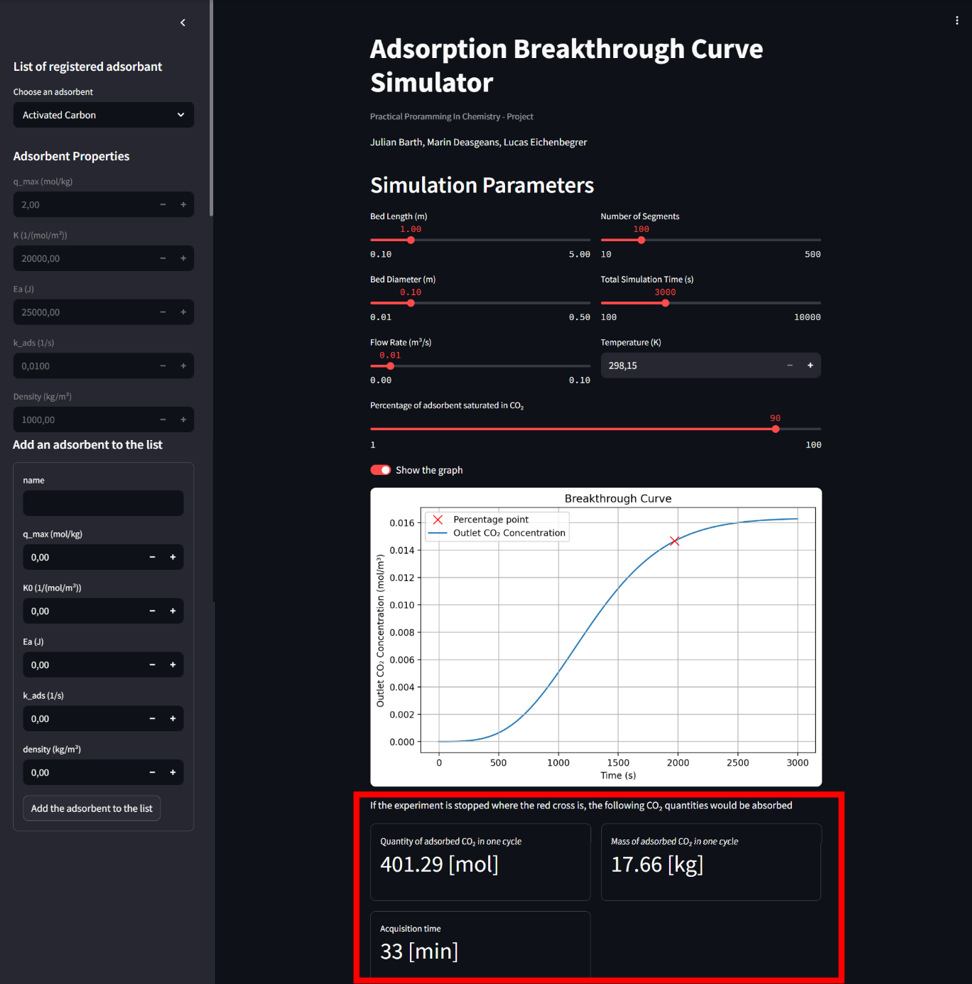 List of registered adsorbant
Choose an adsorbent
Activated Carbon
Adsorbent Properties
q_max (mol/kg)
2,00
K (1/(mol/m³))
20000,00
Ea (J)
25000,00
k_ads (1/s)
0,0100
Density (kg/m³)
1000,00
Add an adsorbent to the list
name
q_max (mol/kg)
0,00
K0 (1/(mol/m³))
0,00
Ea (J)
0,00
k_ads (1/s)
0,00
density (kg/m³)
0,00
Add the adsorbent to the list
Adsorption Breakthrough Curve
Simulator
Practical Proramming In Chemistry - Project
Julian Barth, Marin Deasgeans, Lucas Eichenbegrer
Simulation Parameters
Bed Length (m)
1.00
0.10 5.00
Number of Segments
100
10 500
Bed Diameter (m)
0.10
0.01 0.50
Total Simulation Time (s)
3000
100 10000
Flow Rate (m³/s)
0.01
0.00 0.10
Temperature (K)
298,15
Percentage of adsorbent saturated in CO₂
90
1 100
Show the graph
Breakthrough Curve
Percentage point
Outlet CO₂ Concentration
Outlet CO₂ Concentration (mol/m³)
0.016
0.014
0.012
0.010
0.008
0.006
0.004
0.002
0.000
0 500 1000 1500 2000 2500 3000
Time (s)
If the experiment is stopped where the red cross is, the following CO₂ quantities would be absorbed
Quantity of adsorbed CO₂ in one cycle
401.29 [mol]
Mass of adsorbed CO₂ in one cycle
17.66 [kg]
Acquisition time
33 [min]